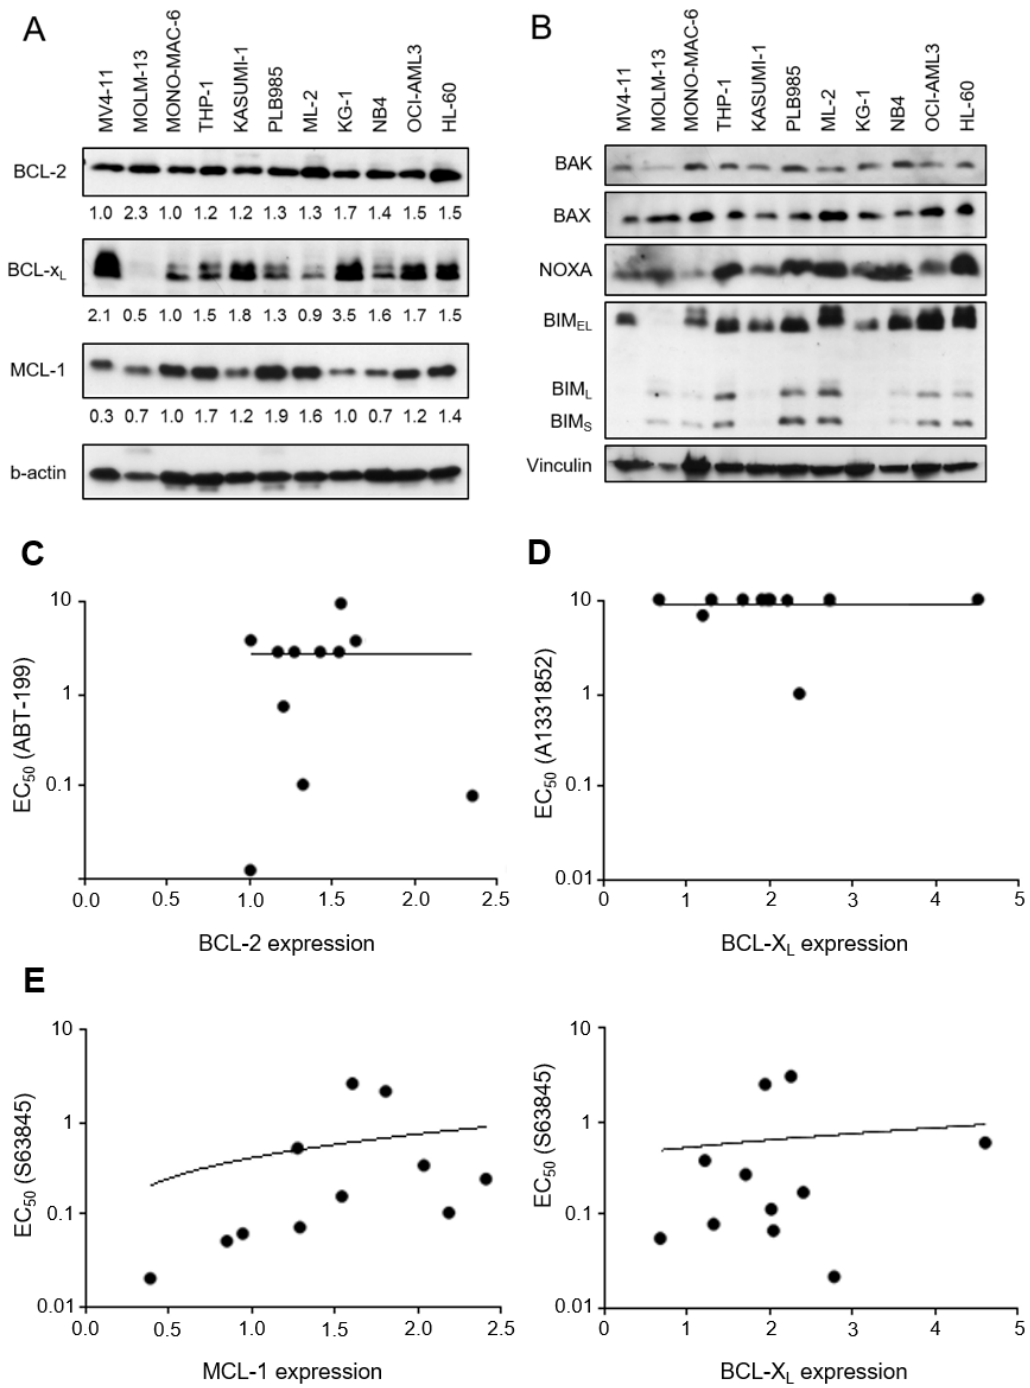 A
MV4-11 MOLM-13 MONO-MAC-6 THP-1 KASUMI-1 PLB985 ML-2 KG-1 NB4 OCI-AML3 HL-60
BCL-2
1.0 2.3 1.0 1.2 1.2 1.3 1.3 1.7 1.4 1.5 1.5
BCL-xL
2.1 0.5 1.0 1.5 1.8 1.3 0.9 3.5 1.6 1.7 1.5
MCL-1
0.3 0.7 1.0 1.7 1.2 1.9 1.6 1.0 0.7 1.2 1.4
b-actin
B
MV4-11 MOLM-13 MONO-MAC-6 THP-1 KASUMI-1 PLB985 ML-2 KG-1 NB4 OCI-AML3 HL-60
BAK
BAX
NOXA
BIMEL
BIML
BIMS
Vinculin
C
EC50 (ABT-199)
10
1
0.1
0.0 0.5 1.0 1.5 2.0 2.5
BCL-2 expression
D
EC50 (A1331852)
10
1
0.1
0.01
0 1 2 3 4 5
BCL-XL expression
E
EC50 (S63845)
10
1
0.1
0.01
0.0 0.5 1.0 1.5 2.0 2.5
MCL-1 expression
EC50 (S63845)
10
1
0.1
0.01
0 1 2 3 4 5
BCL-XL expression